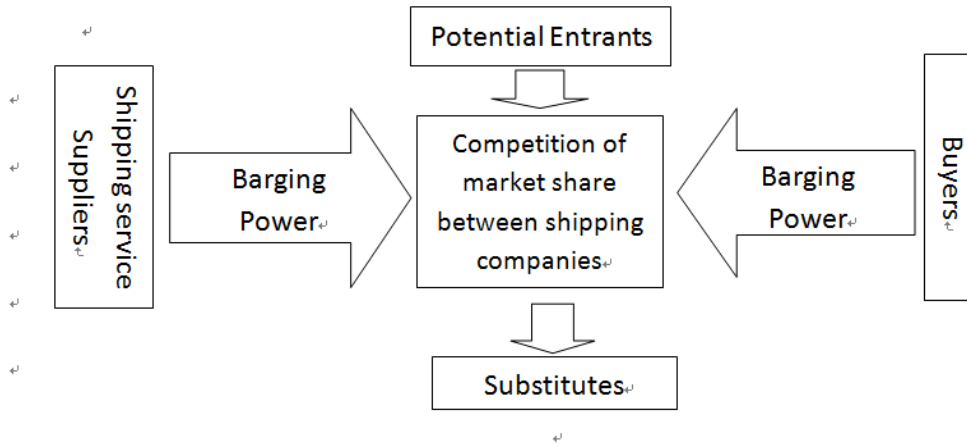 Potential Entrants
Shipping service
Suppliers
Barging
Power
Competition of
market share
between shipping
companies
Barging
Power
Buyers
Substitutes